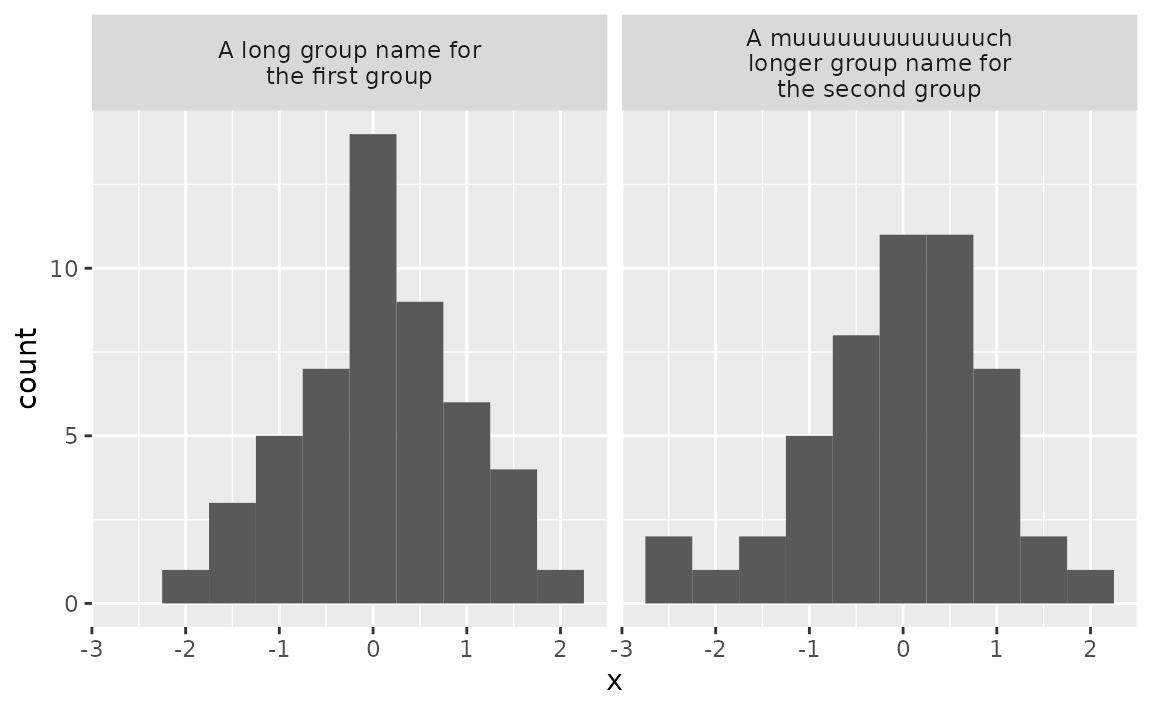 A long group name for
the first group
A muuuuuuuuuuuuuch
longer group name for
the second group
10
5
0
count
-3 -2 -1 0 1 2 -3 -2 -1 0 1 2
x